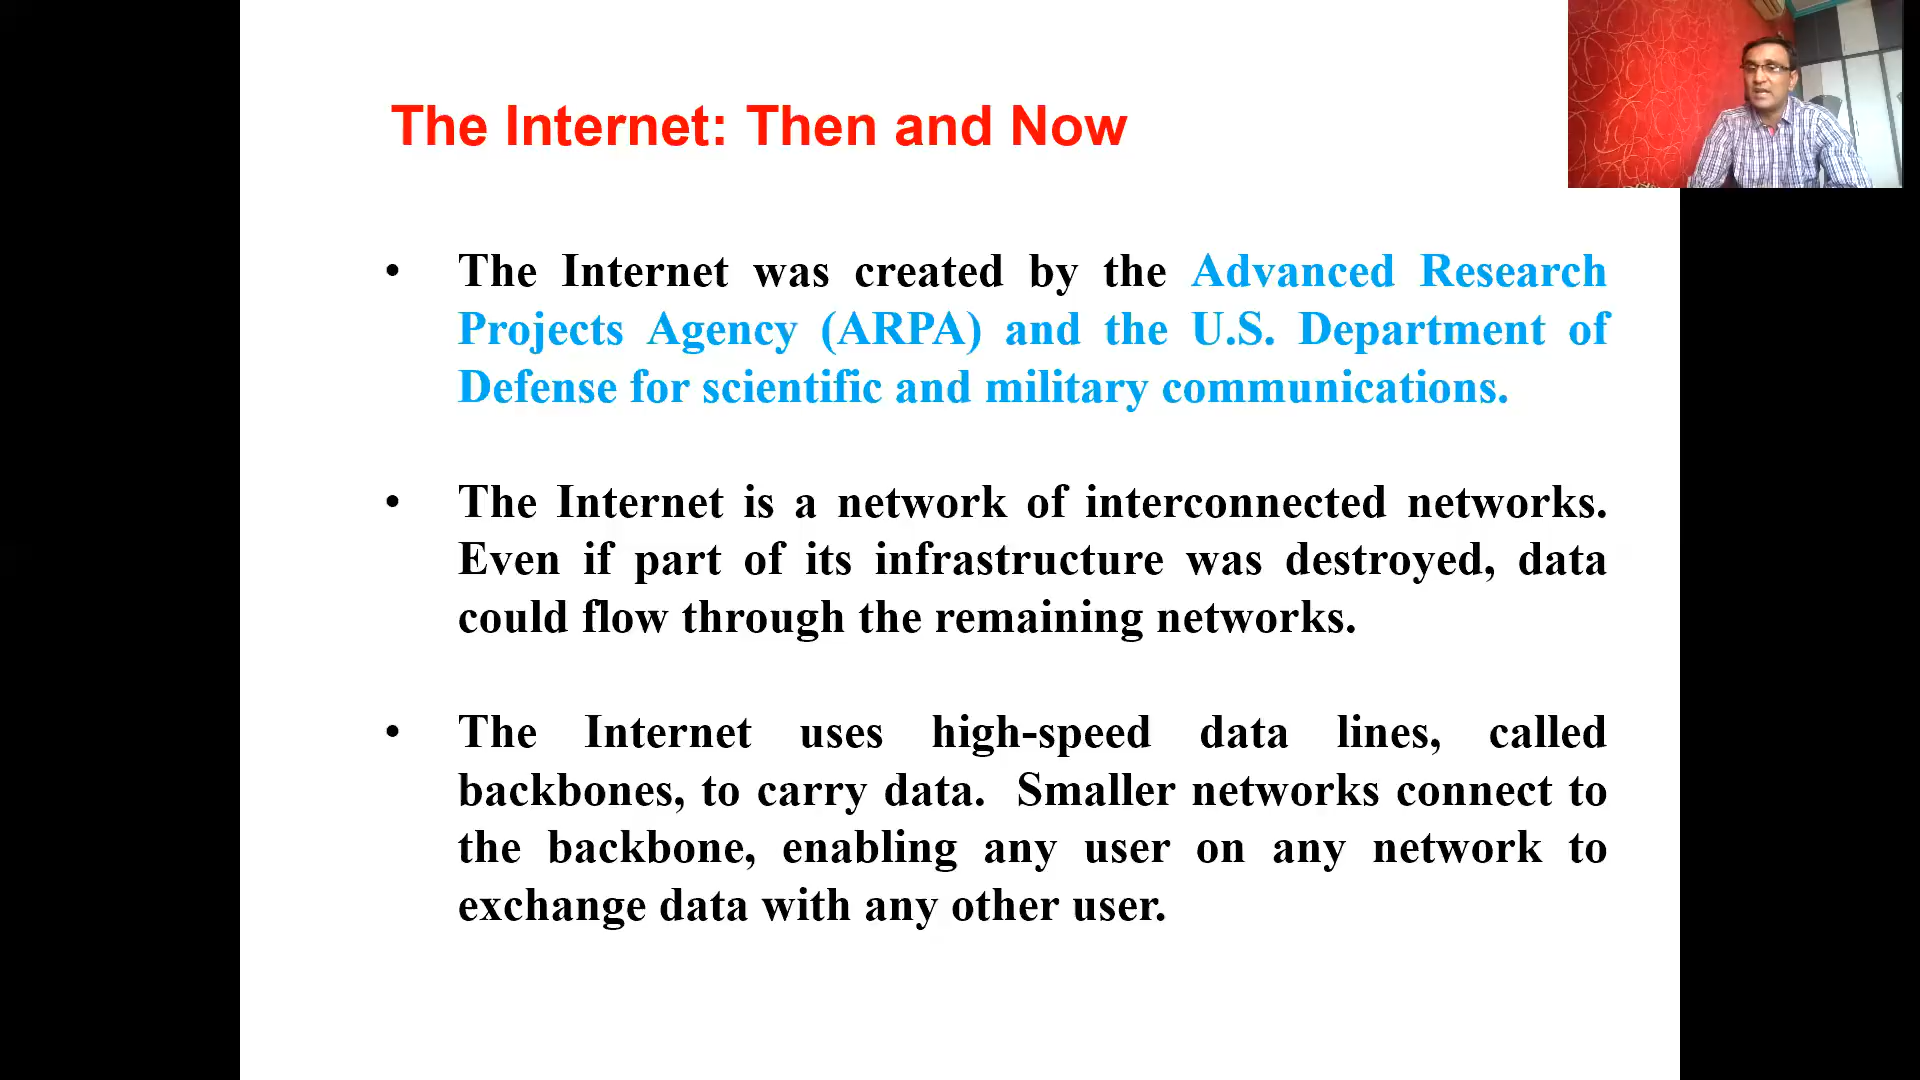 The Internet: Then and Now
• The Internet was created by the Advanced Research
Projects Agency (ARPA) and the U.S. Department of
Defense for scientific and military communications.
• The Internet is a network of interconnected networks.
Even if part of its infrastructure was destroyed, data
could flow through the remaining networks.
• The Internet uses high-speed data lines, called
backbones, to carry data.  Smaller networks connect to
the backbone, enabling any user on any network to
exchange data with any other user.